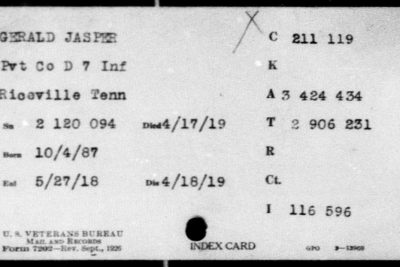 GERALD JASPER C 211 119
Pvt Co D 7 Inf K
Riceville Tenn A 3 424 434
Sn 2 120 094 Died 4/17/19 T 2 906 231
Born 10/4/87 R
Enl 5/27/18 Dis 4/18/19 Ct.
I 116 596
U. S. VETERANS BUREAU
MAIL AND RECORDS
Form 7202—Rev. Sept., 1926 INDEX CARD GPO